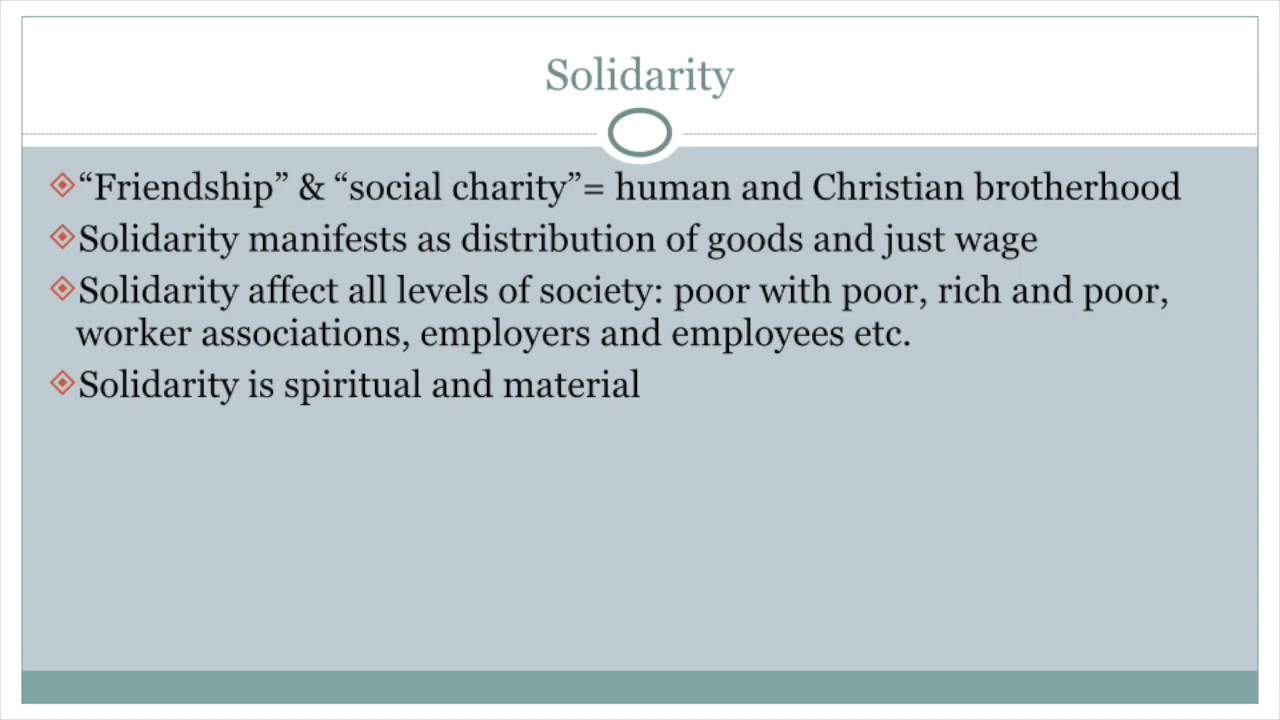 Solidarity
“Friendship” & “social charity”= human and Christian brotherhood
Solidarity manifests as distribution of goods and just wage
Solidarity affect all levels of society: poor with poor, rich and poor,
worker associations, employers and employees etc.
Solidarity is spiritual and material